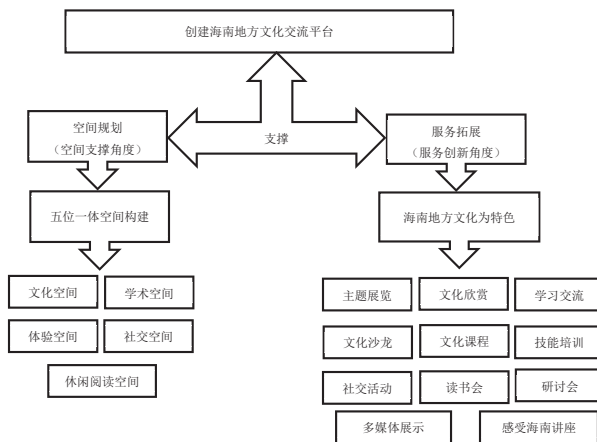 创建海南地方文化交流平台
空间规划
（空间支撑角度）
支撑
服务拓展
（服务创新角度）
五位一体空间构建
海南地方文化为特色
文化空间
学术空间
体验空间
社交空间
休闲阅读空间
主题展览
文化欣赏
学习交流
文化沙龙
文化课程
技能培训
社交活动
读书会
研讨会
多媒体展示
感受海南讲座